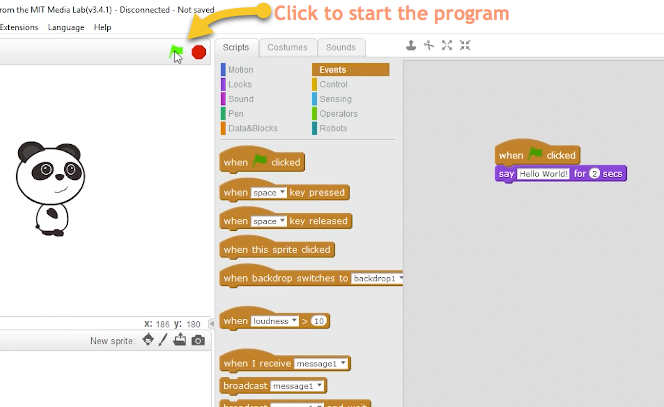 rom the MIT Media Lab(v3.4.1) - Disconnected - Not saved
Click to start the program
Extensions Language Help
Scripts Costumes Sounds
Motion Events
Looks Control
Sound Sensing
Pen Operators
Data&Blocks Robots
when clicked
when space key pressed
when space key released
when this sprite clicked
when backdrop switches to backdrop1
when loudness > 10
when I receive message1
broadcast message1
when clicked
say Hello World! for 2 secs
X: 186 y: 180
New sprite: